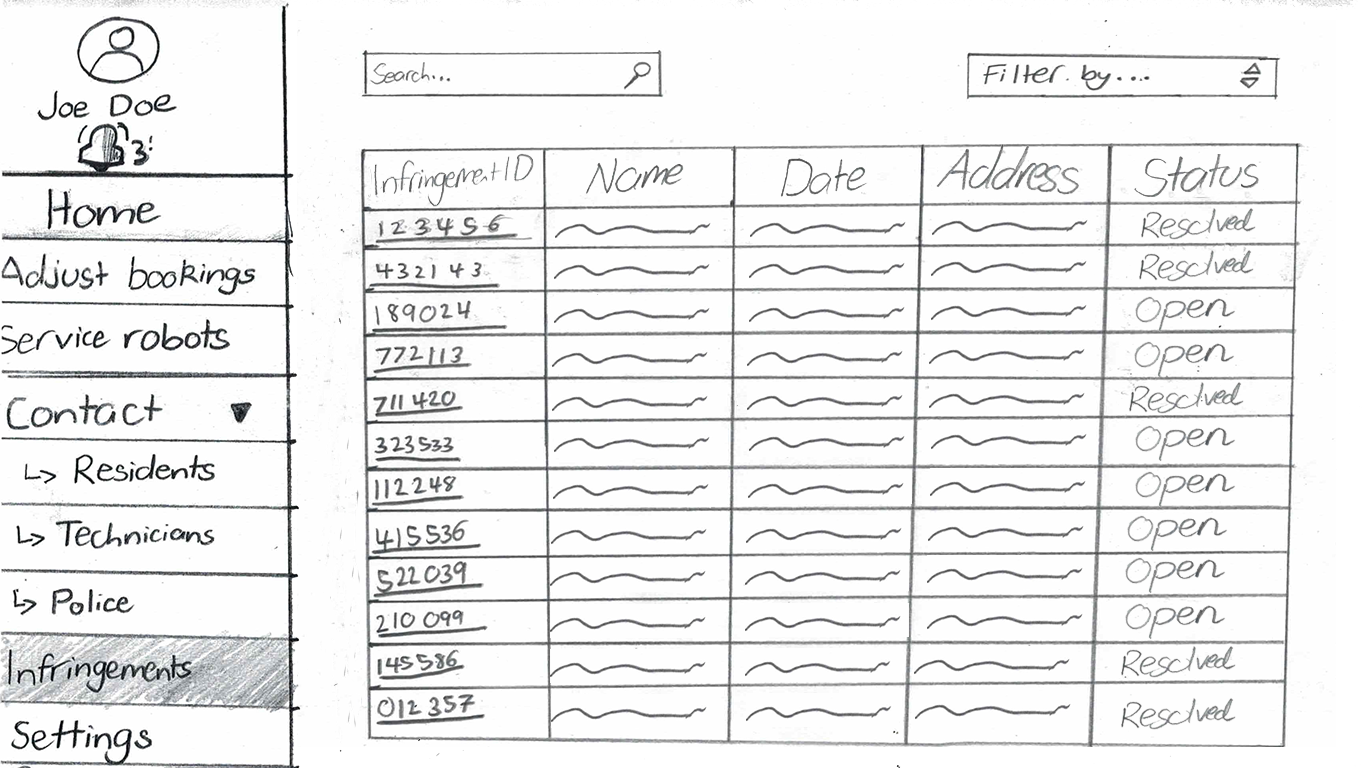 Joe Doe
3
Home
Adjust bookings
Service robots
Contact
Residents
Technicians
Police
Infringements
Settings
Search...
Filter by...
InfringementID Name Date Address Status
123456 Resolved
432143 Resolved
189024 Open
772113 Open
711420 Resolved
323533 Open
112248 Open
415536 Open
522039 Open
210099 Open
145586 Resolved
012357 Resolved